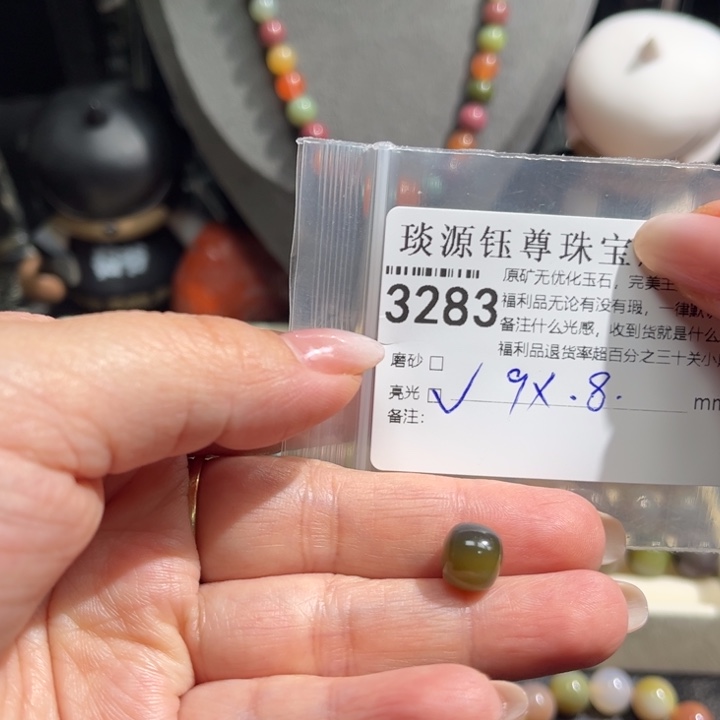 琰源钰尊珠宝
原矿无优化玉石，完美主
3283
福利品无论有没有瑕，一律默
备注什么光感，收到货就是什么
福利品退货率超百分之三十关小
磨砂 □
亮光 □ ✓ 9X.8. mm
备注：